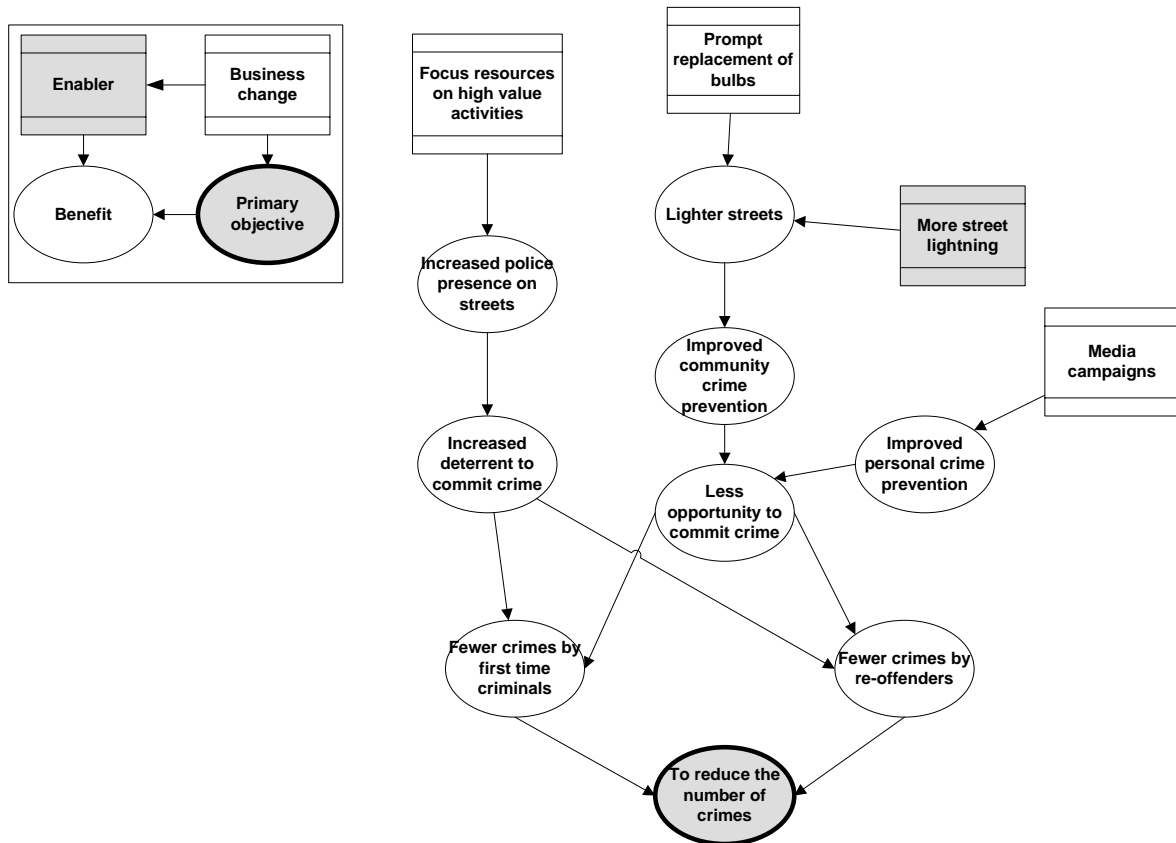 Enabler
Business
change
Benefit
Primary
objective
Focus resources
on high value
activities
Prompt
replacement of
bulbs
Lighter streets
More street
lightning
Increased police
presence on
streets
Improved
community
crime
prevention
Media
campaigns
Increased
deterrent to
commit crime
Improved
personal crime
prevention
Less
opportunity to
commit crime
Fewer crimes by
first time
criminals
Fewer crimes by
re-offenders
To reduce the
number of
crimes